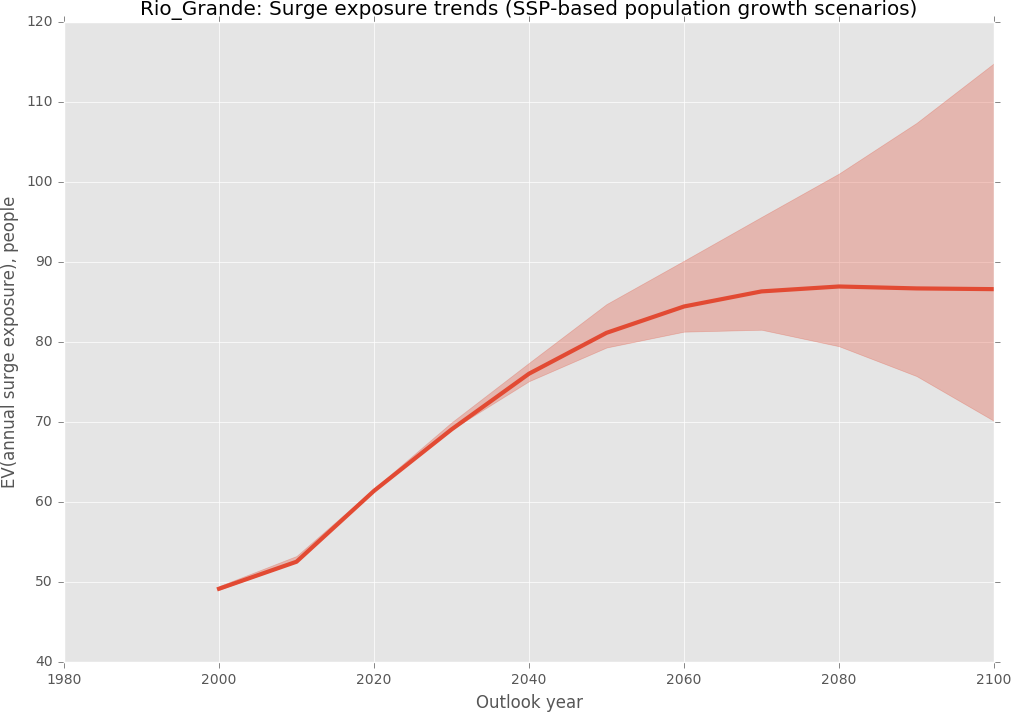 Rio_Grande: Surge exposure trends (SSP-based population growth scenarios)
EV(annual surge exposure), people
120
110
100
90
80
70
60
50
40
1980 2000 2020 2040 2060 2080 2100
Outlook year